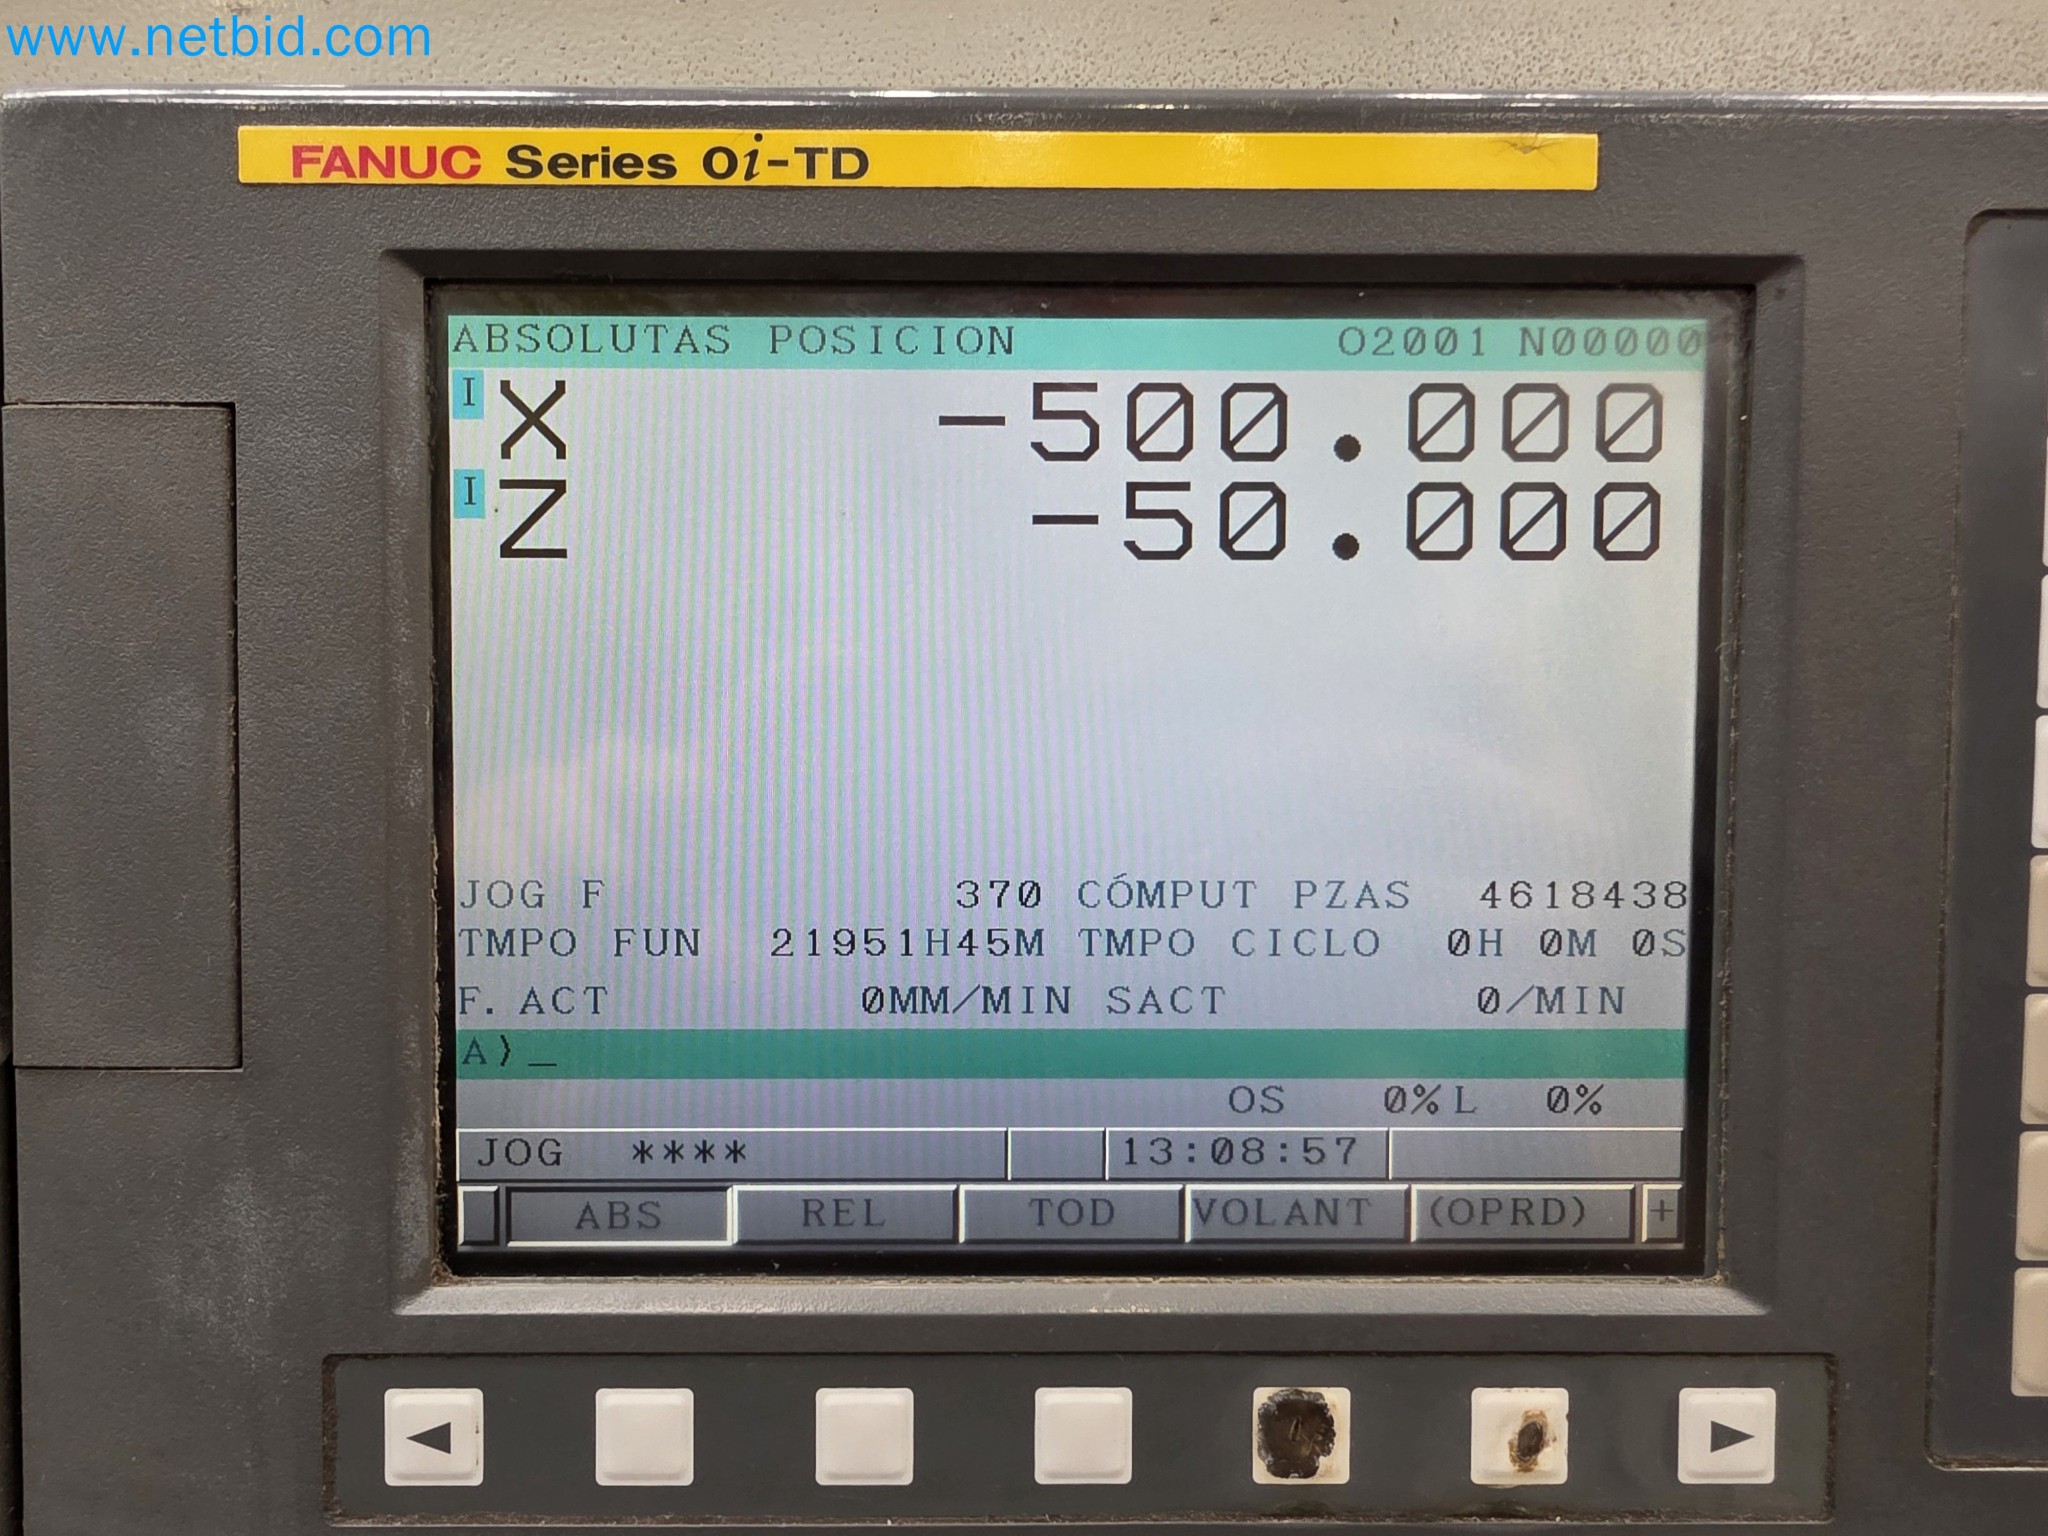 www.netbid.com
FANUC Series 0i-TD
ABSOLUTAS POSICION O2001 N00000
I X -500.000
I Z -50.000
JOG F 370 CÓMPUT PZAS 4618438
TMPO FUN 21951H45M TMPO CICLO 0H 0M 0S
F. ACT 0MM/MIN SACT 0/MIN
A)_
OS 0% L 0%
JOG **** 13:08:57
ABS REL TOD VOLANT (OPRD) +